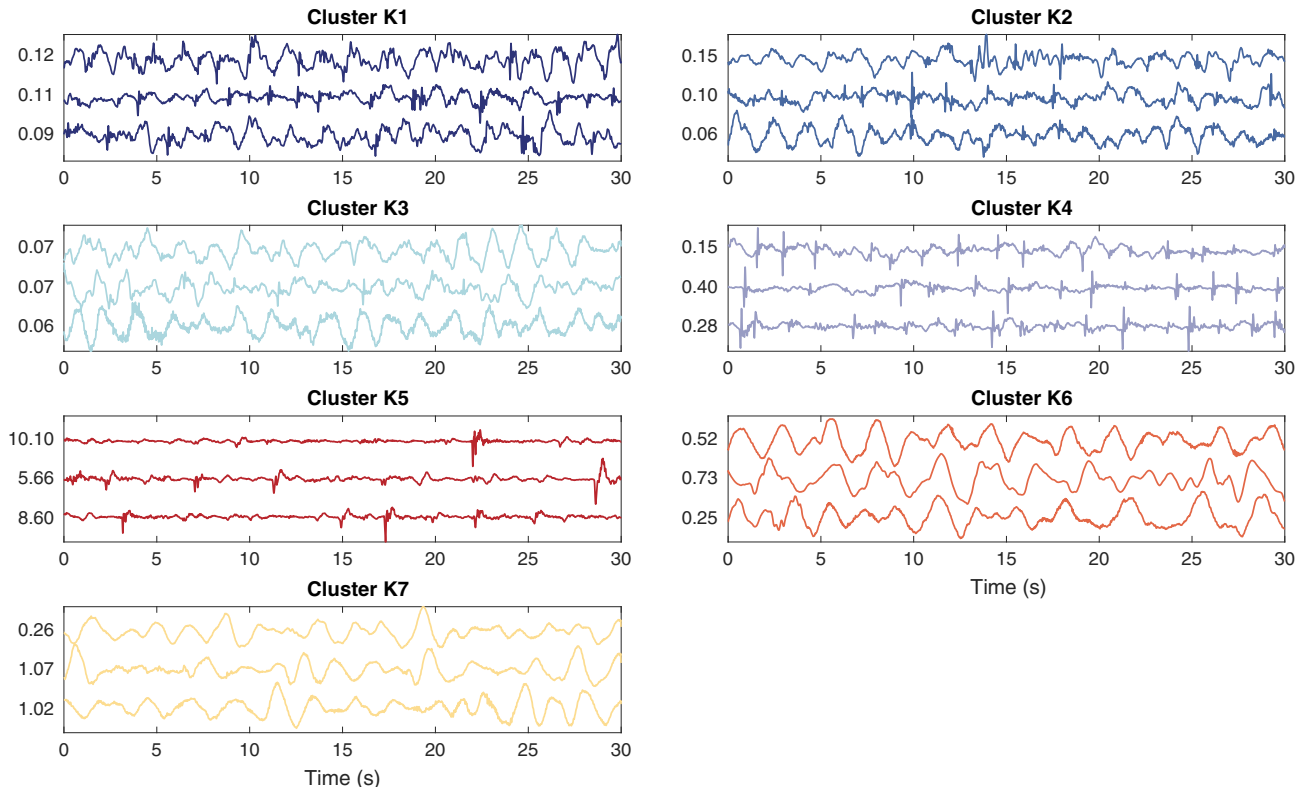 Cluster K1
0.12
0.11
0.09
0 5 10 15 20 25 30
Cluster K2
0.15
0.10
0.06
0 5 10 15 20 25 30
Cluster K3
0.07
0.07
0.06
0 5 10 15 20 25 30
Cluster K4
0.15
0.40
0.28
0 5 10 15 20 25 30
Cluster K5
10.10
5.66
8.60
0 5 10 15 20 25 30
Cluster K6
0.52
0.73
0.25
0 5 10 15 20 25 30
Time (s)
Cluster K7
0.26
1.07
1.02
0 5 10 15 20 25 30
Time (s)